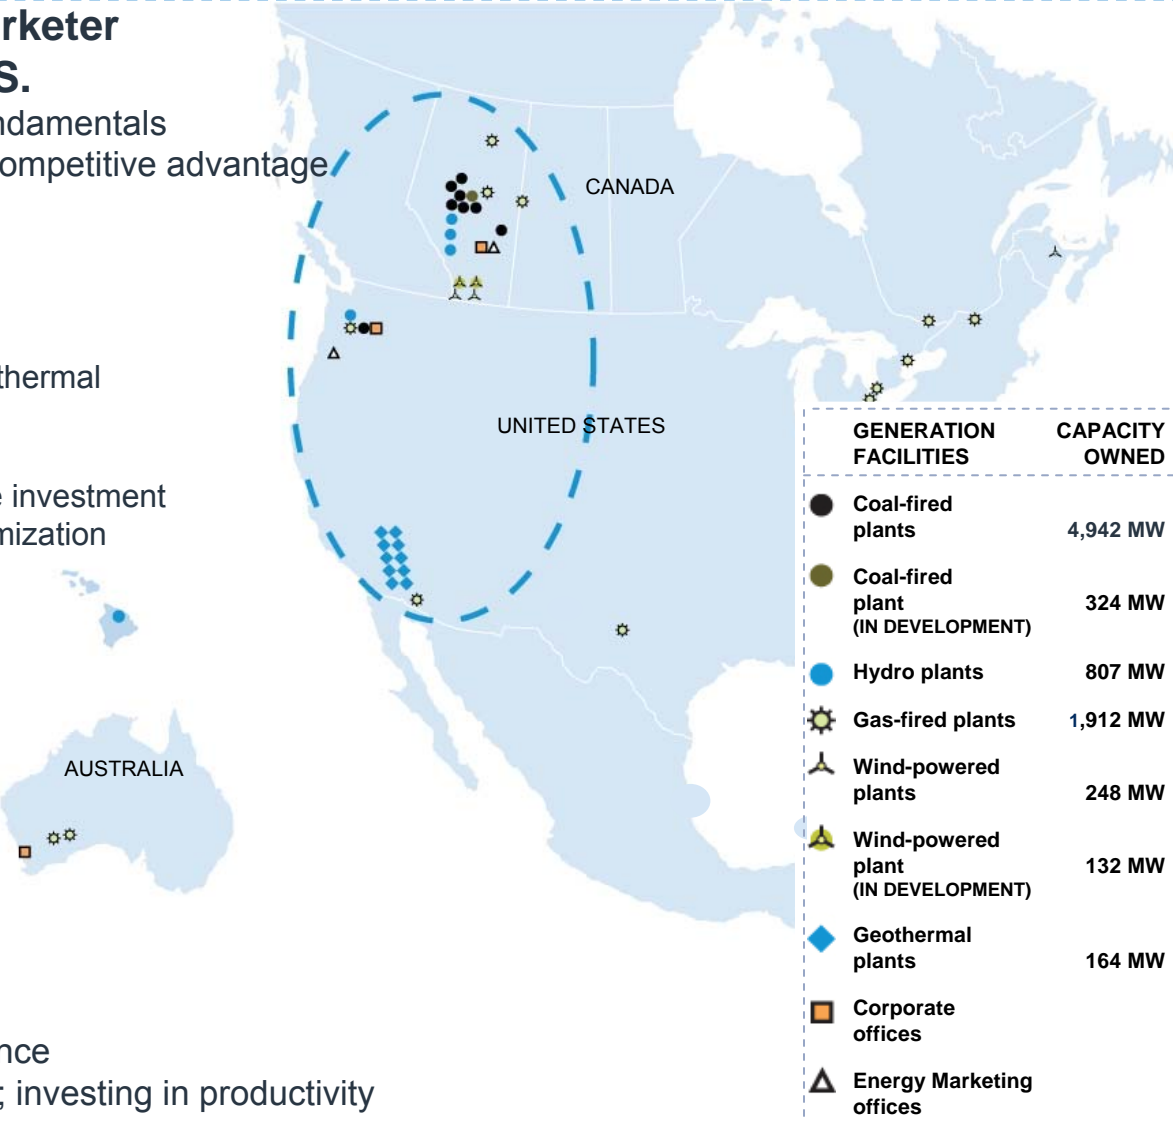 rketer
S.
ndamentals
ompetitive advantage
CANADA
thermal
UNITED STATES
e investment
mization
AUSTRALIA
nce
; investing in productivity
GENERATION CAPACITY
FACILITIES OWNED
Coal-fired
plants 4,942 MW
Coal-fired
plant 324 MW
(IN DEVELOPMENT)
Hydro plants 807 MW
Gas-fired plants 1,912 MW
Wind-powered
plants 248 MW
Wind-powered
plant 132 MW
(IN DEVELOPMENT)
Geothermal
plants 164 MW
Corporate
offices
Energy Marketing
offices